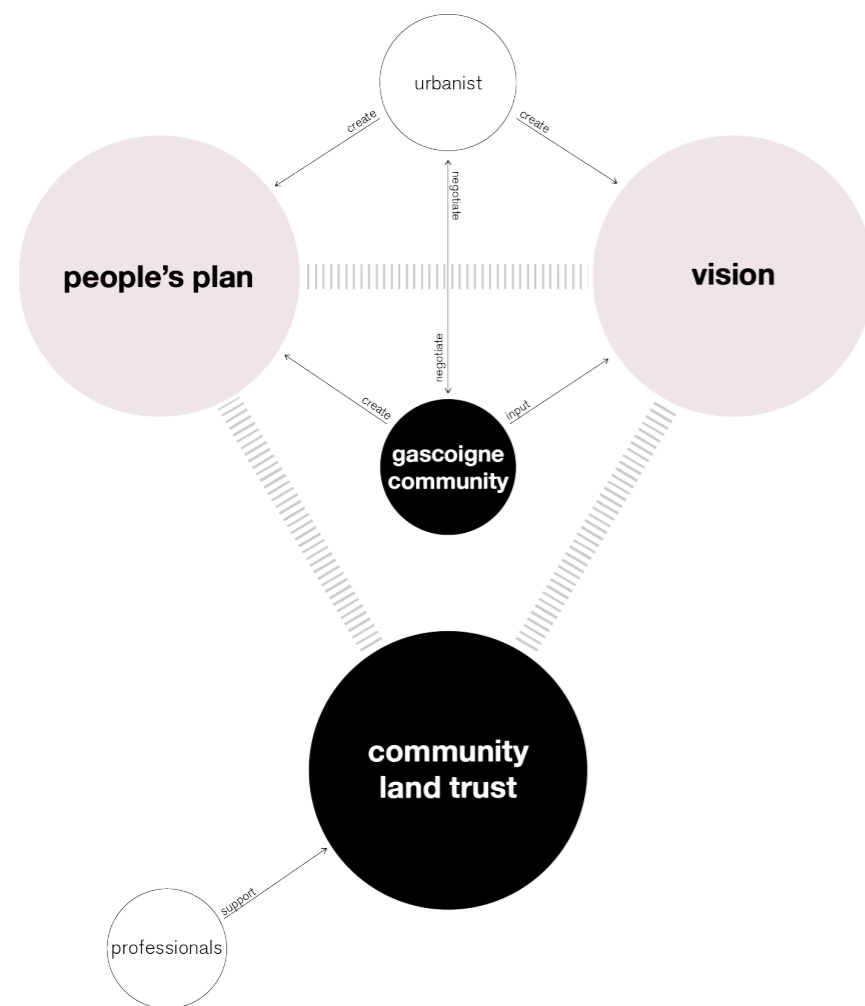 urbanist
create
create
negotiate
people’s plan
vision
negotiate
create
input
gascoigne
community
community
land trust
support
professionals